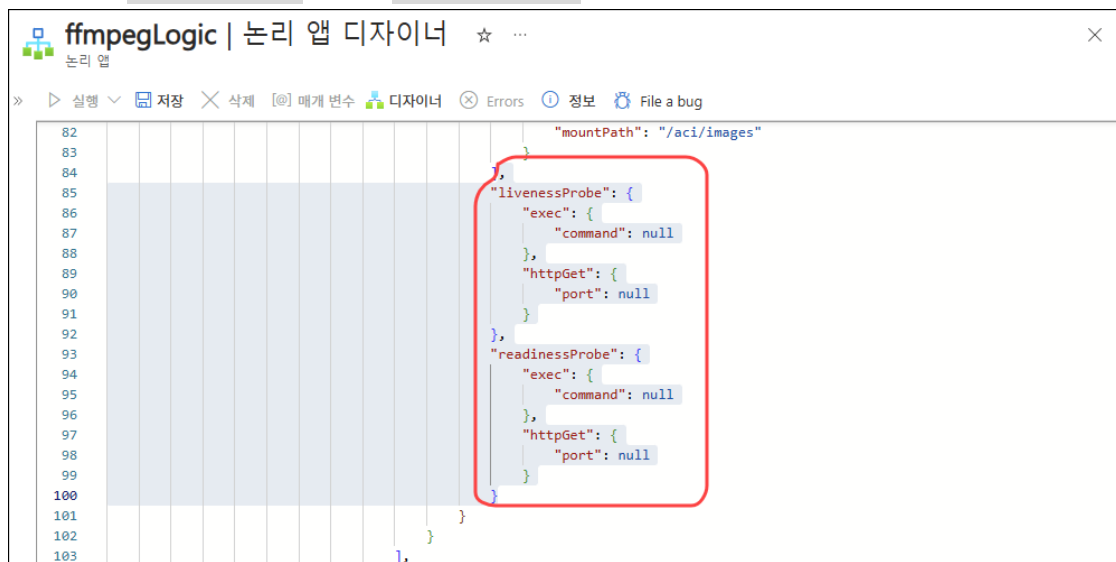 ffmpegLogic | 논리 앱 디자이너 ☆ ...
논리 앱
» 실행 저장 삭제 [@] 매개 변수 디자이너 Errors 정보 File a bug
82 "mountPath": "/aci/images"
83 }
84 ],
85 "livenessProbe": {
86 "exec": {
87 "command": null
88 },
89 "httpGet": {
90 "port": null
91 }
92 },
93 "readinessProbe": {
94 "exec": {
95 "command": null
96 },
97 "httpGet": {
98 "port": null
99 }
100 }
101 }
102 }
103 ],